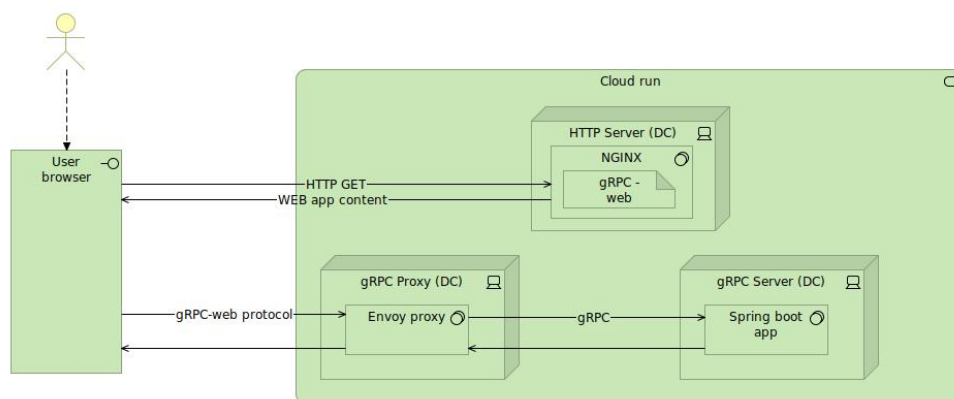 Cloud run
HTTP Server (DC)
NGINX
gRPC -
web
User
browser
HTTP GET
WEB app content
gRPC Proxy (DC)
gRPC Server (DC)
gRPC-web protocol
Envoy proxy
gRPC
Spring boot
app